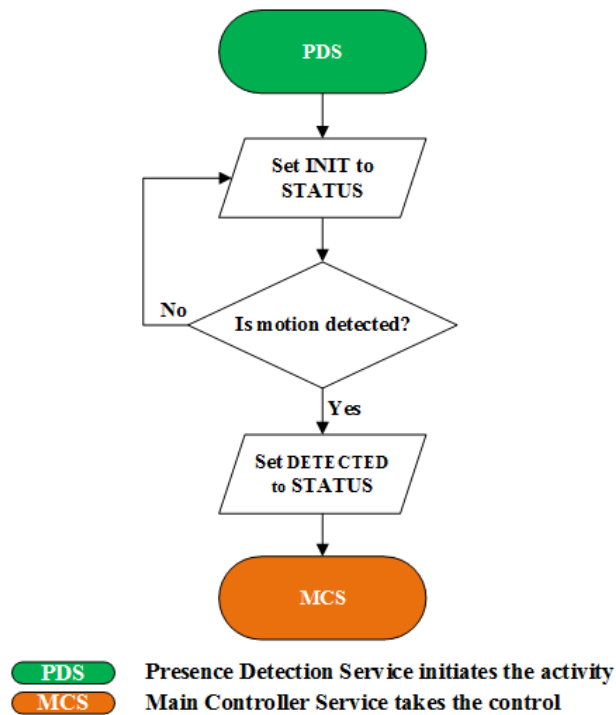 PDS
Set INIT to
STATUS
No
Is motion detected?
Yes
Set DETECTED
to STATUS
MCS
PDS Presence Detection Service initiates the activity
MCS Main Controller Service takes the control